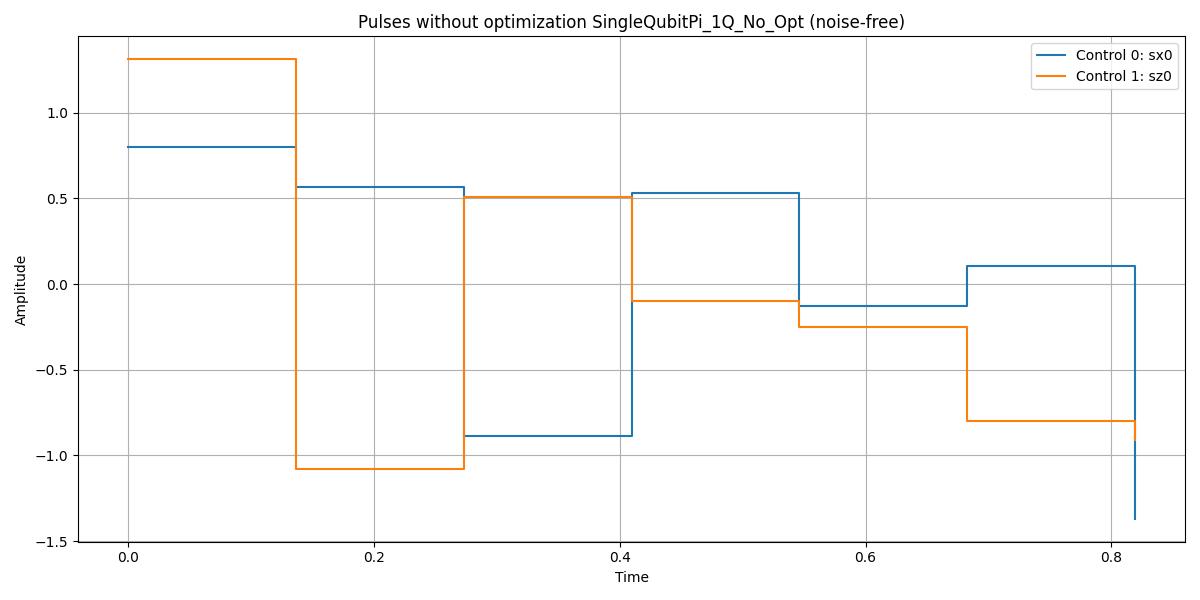 Pulses without optimization SingleQubitPi_1Q_No_Opt (noise-free)
Control 0: sx0
Control 1: sz0
Amplitude
1.0
0.5
0.0
−0.5
−1.0
−1.5
0.0 0.2 0.4 0.6 0.8
Time